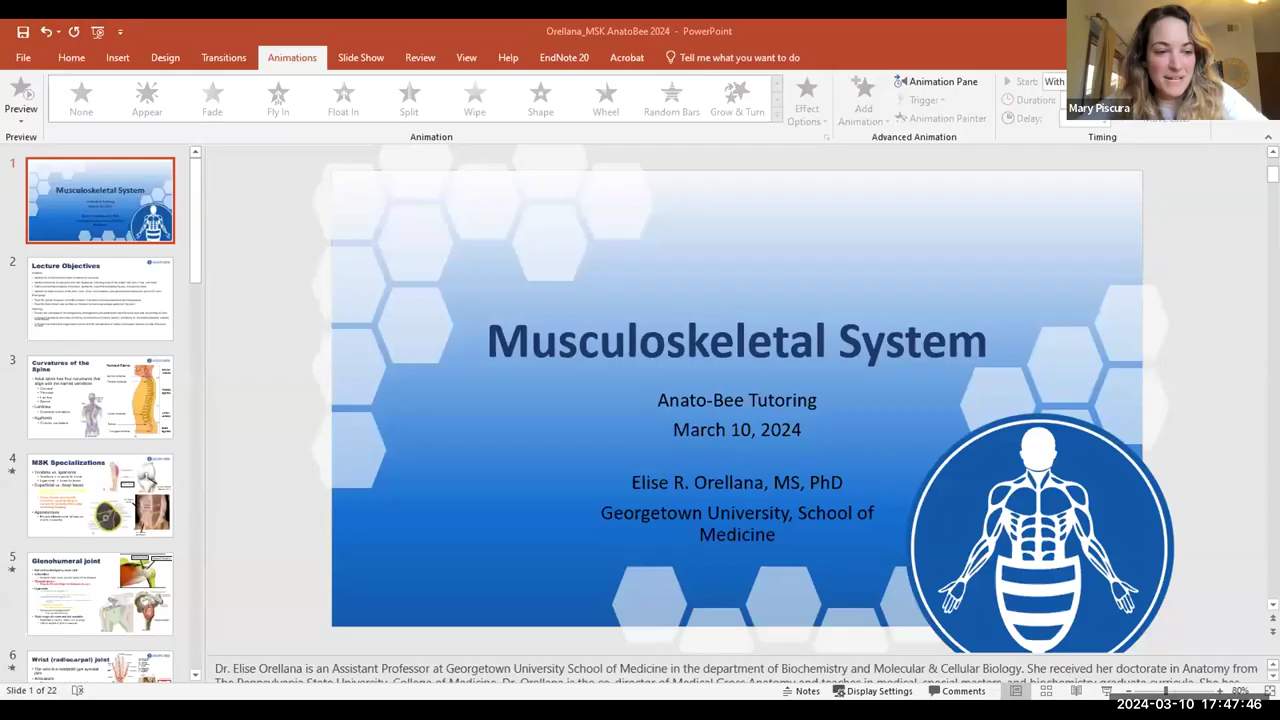 Orellana_MSK AnatoBee 2024 - PowerPoint
File Home Insert Design Transitions Animations Slide Show Review View Help EndNote 20 Acrobat Tell me what you want to do
Preview None Appear Fade Fly In Float In Split Wipe Shape Wheel Random Bars Grow & Turn Effect Options Add Animation Animation Pane Start: With
Trigger Duration:
Animation Painter Delay:
Preview Animation Advanced Animation Timing
Mary Piscura
1
Musculoskeletal System
2
Lecture Objectives
3
Curvatures of the Spine
4
MSK Specializations
5
Glenohumeral joint
6
Wrist (radiocarpal) joint
Musculoskeletal System
Anato-Bee Tutoring
March 10, 2024
Elise R. Orellana, MS, PhD
Georgetown University, School of
Medicine
Dr. Elise Orellana is an Assistant Professor at Georgetown University School of Medicine in the department of Biochemistry and Molecular & Cellular Biology. She received her doctorate in Anatomy from
Slide 1 of 22 Notes Display Settings Comments 80%
2024-03-10 17:47:46